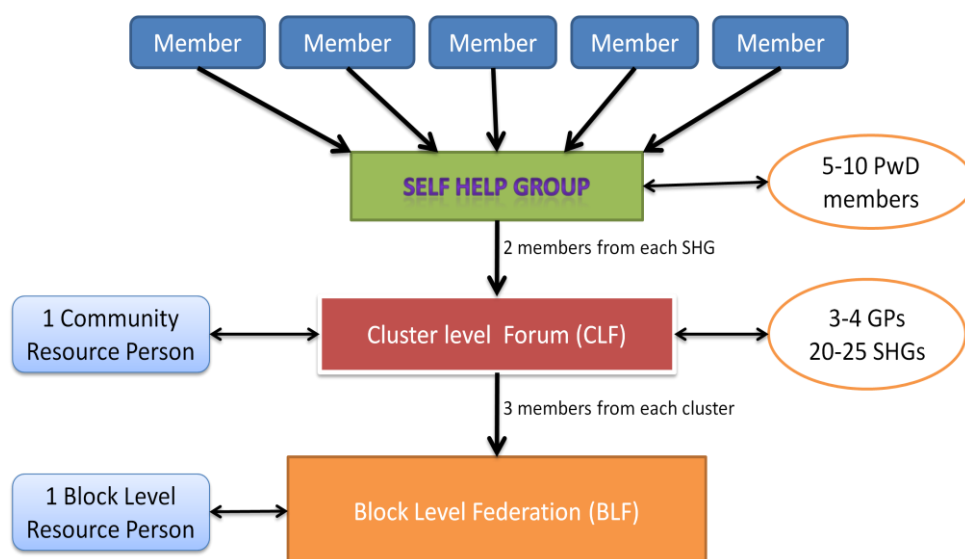 Member
Member
Member
Member
Member
SELF HELP GROUP
5-10 PwD
members
2 members from each SHG
1 Community
Resource Person
Cluster level  Forum (CLF)
3-4 GPs
20-25 SHGs
3 members from each cluster
1 Block Level
Resource Person
Block Level Federation (BLF)